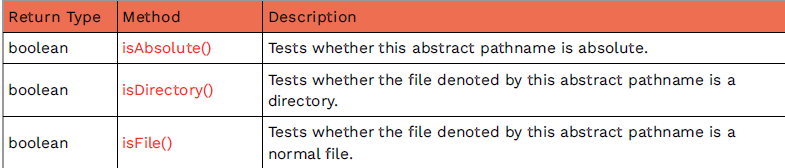 Return Type Method Description
boolean isAbsolute() Tests whether this abstract pathname is absolute.
boolean isDirectory() Tests whether the file denoted by this abstract pathname is a
directory.
boolean isFile() Tests whether the file denoted by this abstract pathname is a
normal file.